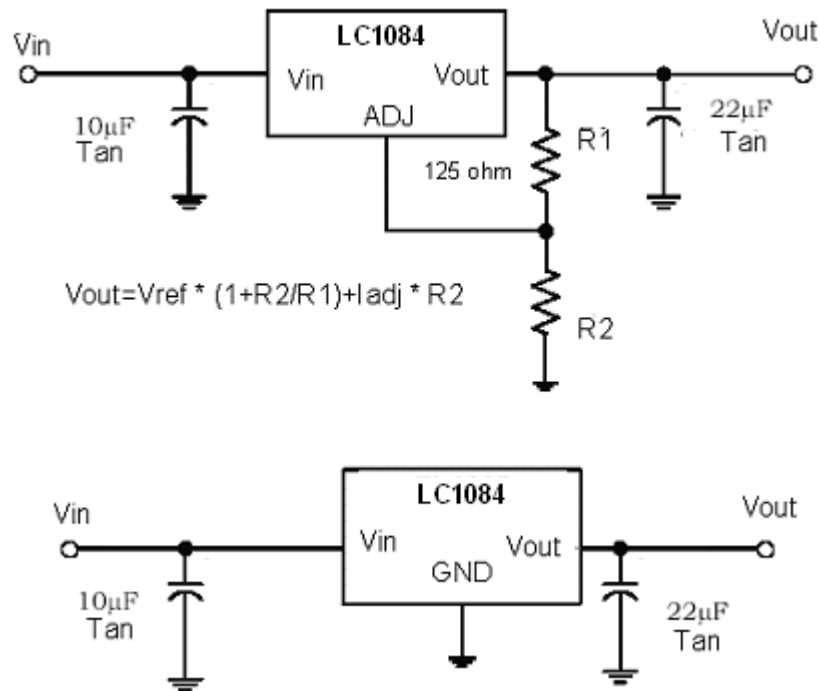 LC1084
Vin
Vout
Vin
Vout
ADJ
10µF
Tan
R1
125 ohm
22µF
Tan
Vout=Vref * (1+R2/R1)+Iadj * R2
R2
LC1084
Vin
Vout
Vin
Vout
GND
10µF
Tan
22µF
Tan